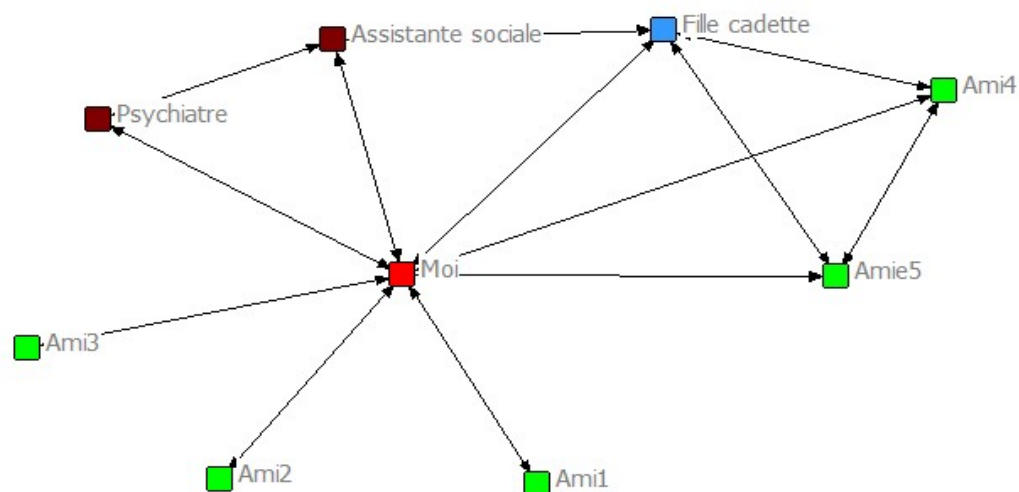 Fille cadette
Assistante sociale
Ami4
Psychiatre
Moi
Amie5
Ami3
Ami2
Ami1